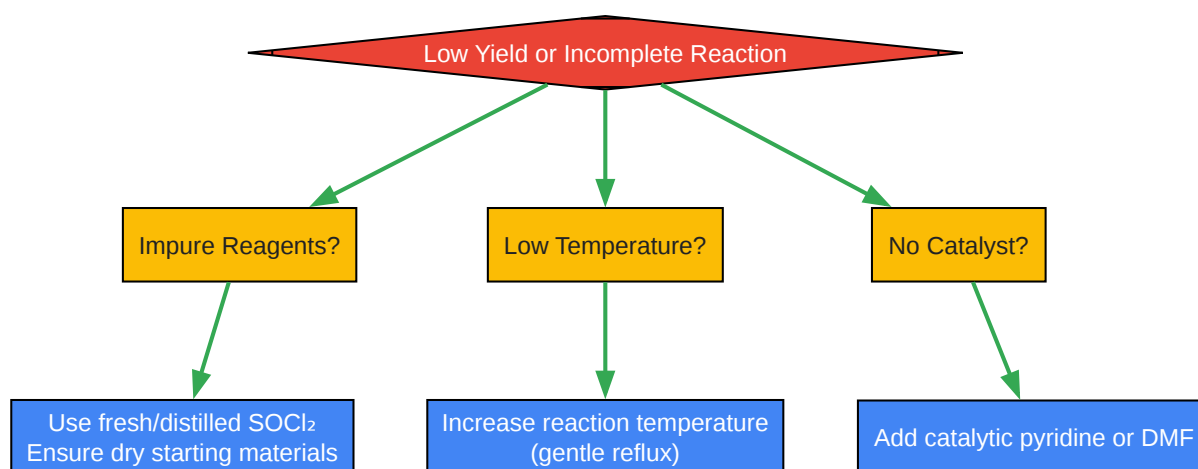 Low Yield or Incomplete Reaction
Impure Reagents?
Low Temperature?
No Catalyst?
Use fresh/distilled SOCl₂
Ensure dry starting materials
Increase reaction temperature
(gentle reflux)
Add catalytic pyridine or DMF